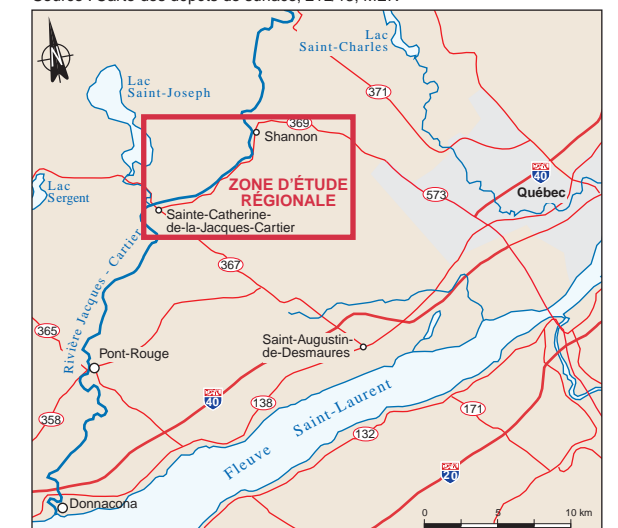 Lac
Saint-Charles
Lac
Saint-Joseph
371
369
Shannon
40
ZONE D'ÉTUDE
RÉGIONALE
573
Québec
Lac
Sergent
Sainte-Catherine-
de-la-Jacques-Cartier
367
Rivière Jacques - Cartier
365
Saint-Augustin-
de-Desmaures
Pont-Rouge
40
138
171
358
Fleuve Saint-Laurent
132
20
Donnacona
0 5 10 km